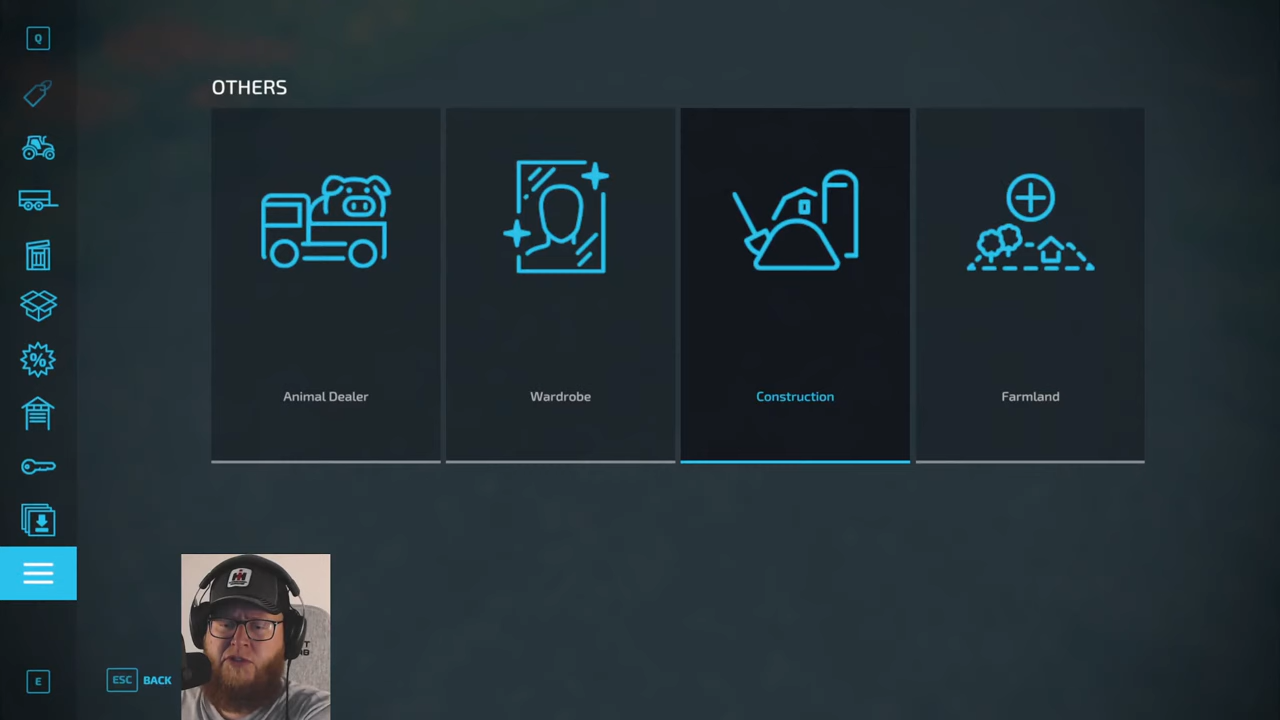 Q
OTHERS
Animal Dealer
Wardrobe
Construction
Farmland
E
ESC BACK